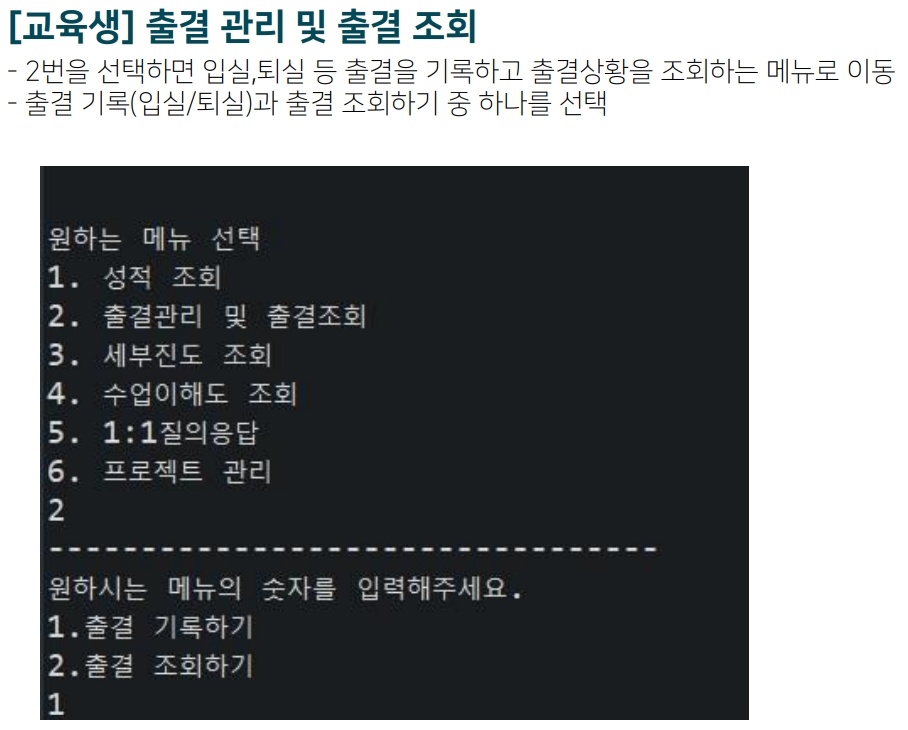 [교육생] 출결 관리 및 출결 조회
- 2번을 선택하면 입실,퇴실 등 출결을 기록하고 출결상황을 조회하는 메뉴로 이동
- 출결 기록(입실/퇴실)과 출결 조회하기 중 하나를 선택
원하는 메뉴 선택
1. 성적 조회
2. 출결관리 및 출결조회
3. 세부진도 조회
4. 수업이해도 조회
5. 1:1질의응답
6. 프로젝트 관리
2
---------------------------------
원하시는 메뉴의 숫자를 입력해주세요.
1.출결 기록하기
2.출결 조회하기
1